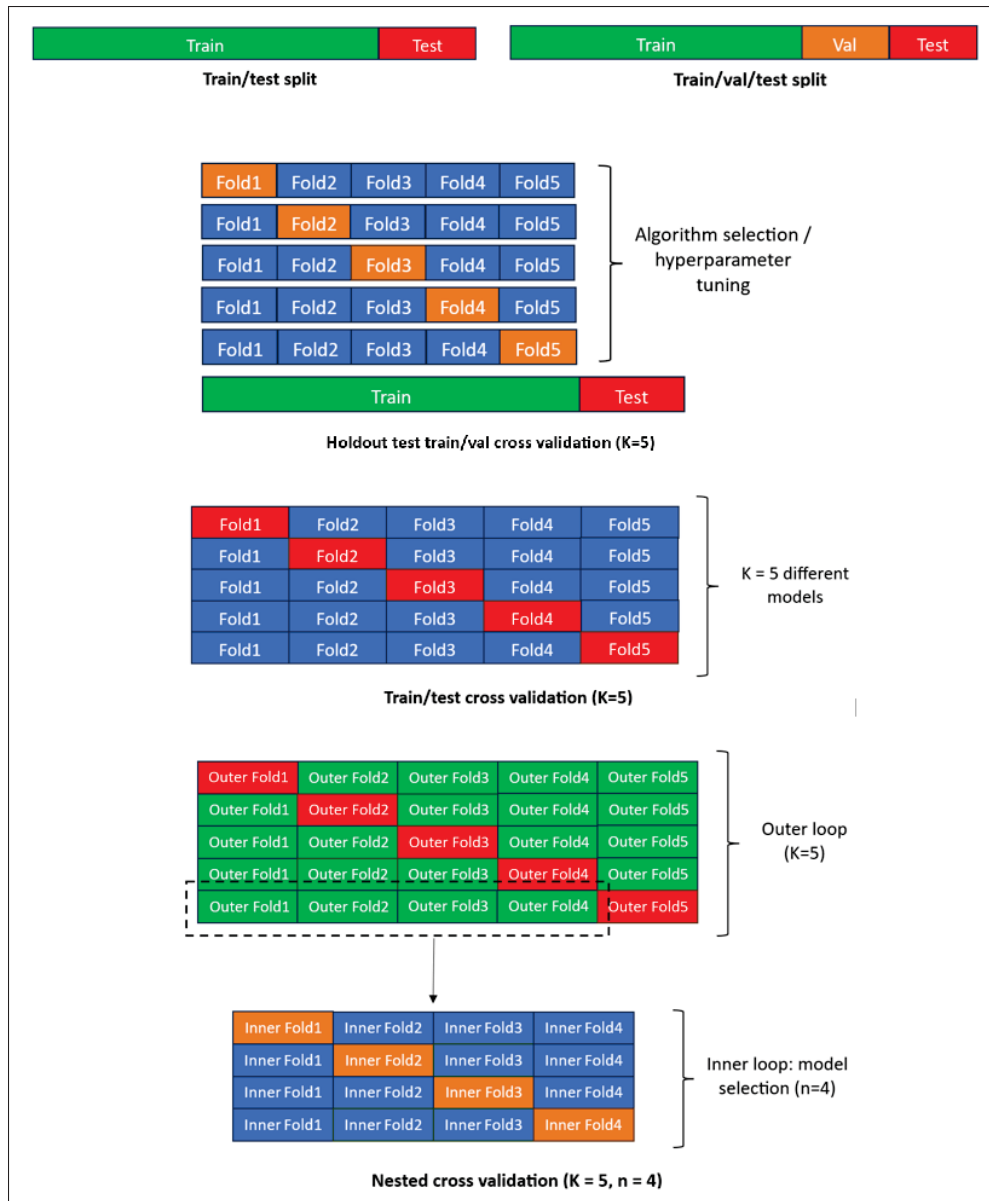 Train Test
Train/test split
Train Val Test
Train/val/test split
Fold1 Fold2 Fold3 Fold4 Fold5
Fold1 Fold2 Fold3 Fold4 Fold5
Fold1 Fold2 Fold3 Fold4 Fold5
Fold1 Fold2 Fold3 Fold4 Fold5
Fold1 Fold2 Fold3 Fold4 Fold5
Algorithm selection /
hyperparameter
tuning
Train Test
Holdout test train/val cross validation (K=5)
Fold1 Fold2 Fold3 Fold4 Fold5
Fold1 Fold2 Fold3 Fold4 Fold5
Fold1 Fold2 Fold3 Fold4 Fold5
Fold1 Fold2 Fold3 Fold4 Fold5
Fold1 Fold2 Fold3 Fold4 Fold5
K = 5 different
models
Train/test cross validation (K=5)
Outer Fold1 Outer Fold2 Outer Fold3 Outer Fold4 Outer Fold5
Outer Fold1 Outer Fold2 Outer Fold3 Outer Fold4 Outer Fold5
Outer Fold1 Outer Fold2 Outer Fold3 Outer Fold4 Outer Fold5
Outer Fold1 Outer Fold2 Outer Fold3 Outer Fold4 Outer Fold5
Outer Fold1 Outer Fold2 Outer Fold3 Outer Fold4 Outer Fold5
Outer loop
(K=5)
Inner Fold1 Inner Fold2 Inner Fold3 Inner Fold4
Inner Fold1 Inner Fold2 Inner Fold3 Inner Fold4
Inner Fold1 Inner Fold2 Inner Fold3 Inner Fold4
Inner Fold1 Inner Fold2 Inner Fold3 Inner Fold4
Inner loop: model
selection (n=4)
Nested cross validation (K = 5, n = 4)